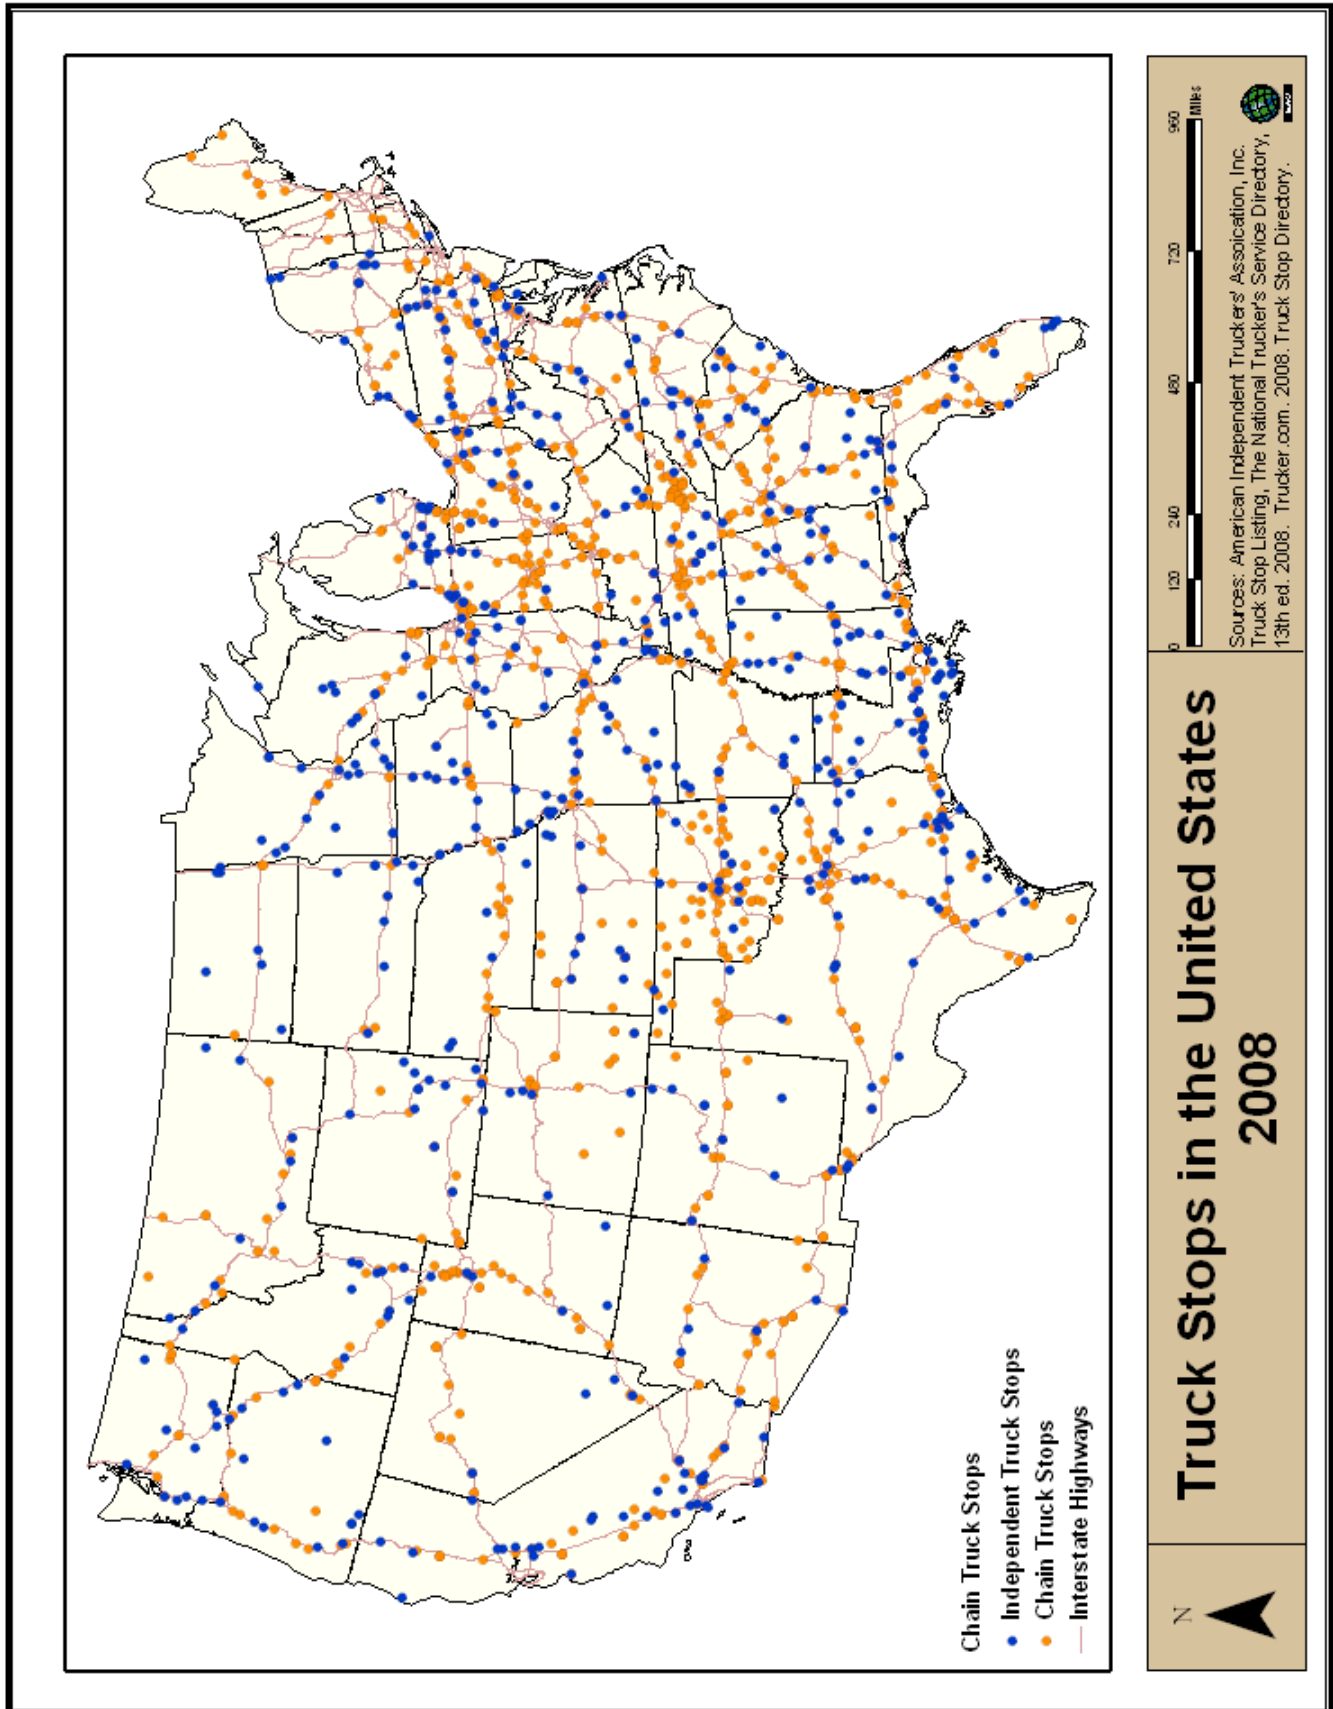 Chain Truck Stops
Independent Truck Stops
Chain Truck Stops
Interstate Highways
N
Truck Stops in the United States
2008
0 120 240 480 720 960
Miles
Sources: American Independent Truckers' Assoication, Inc.
Truck Stop Listing, The National Trucker's Service Directory,
13th ed. 2008. Trucker.com. 2008. Truck Stop Directory.